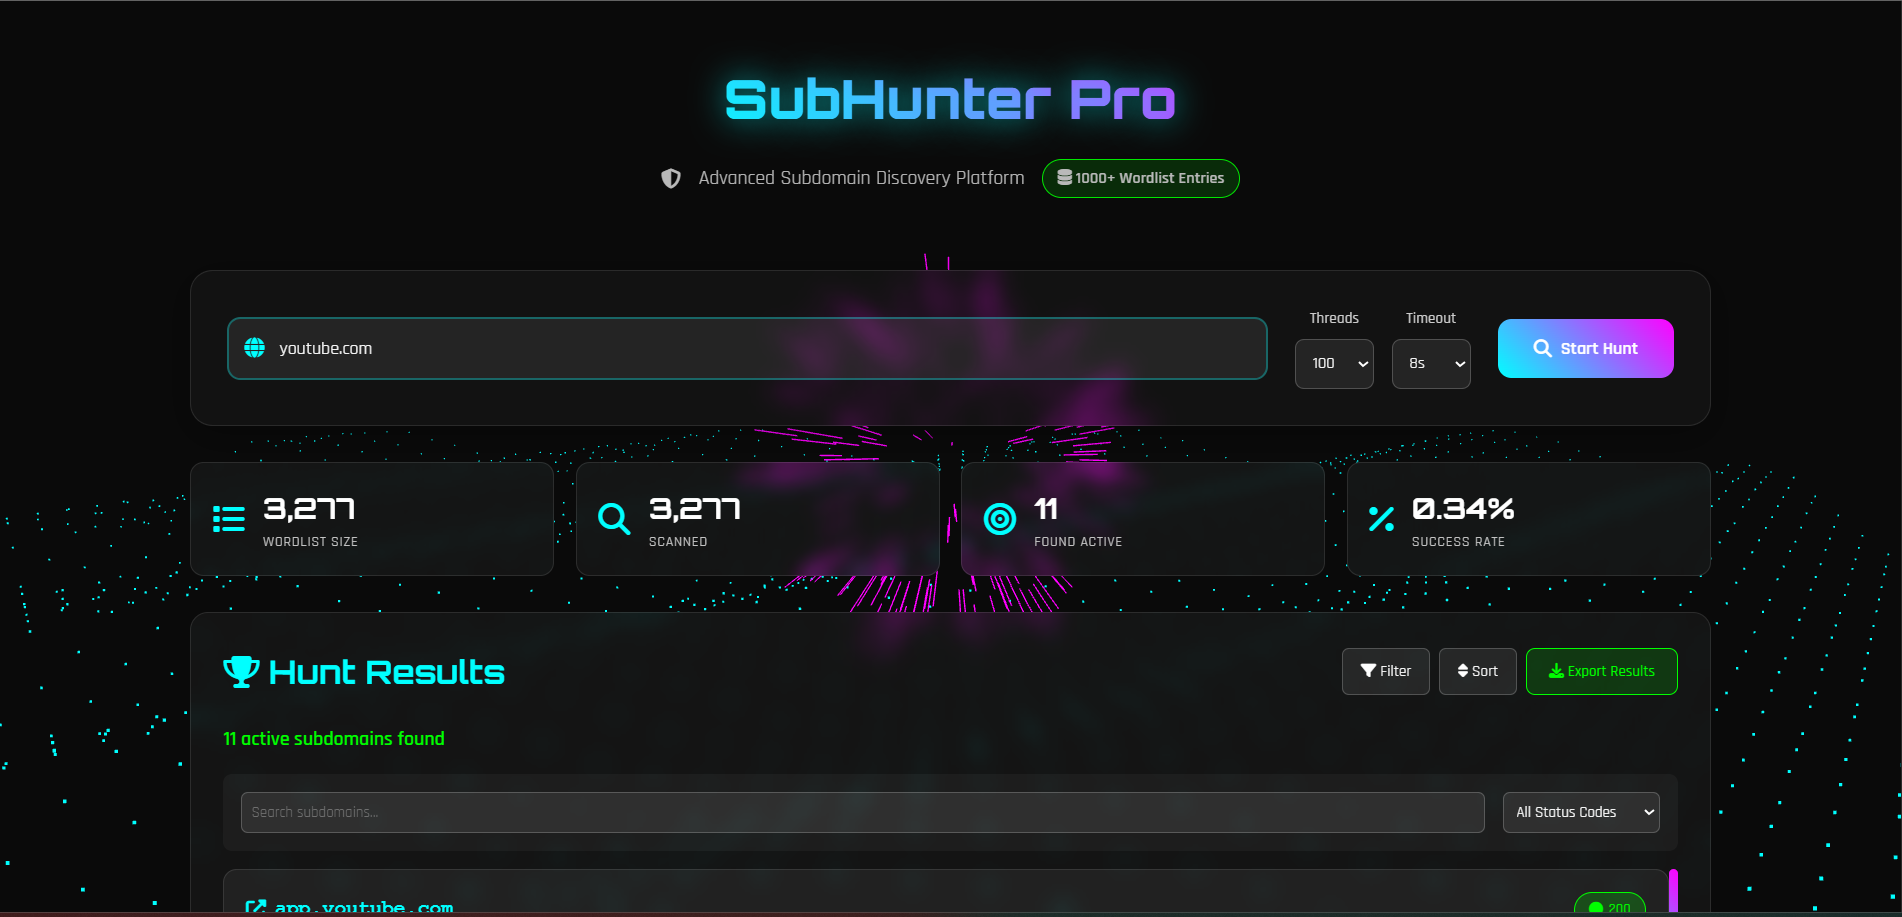 SubHunter Pro
Advanced Subdomain Discovery Platform
1000+ Wordlist Entries
Threads
Timeout
youtube.com
100
8s
Start Hunt
3,277
WORDLIST SIZE
3,277
SCANNED
11
FOUND ACTIVE
0.34%
SUCCESS RATE
Hunt Results
Filter
Sort
Export Results
11 active subdomains found
Search subdomains...
All Status Codes
app.youtube.com
200